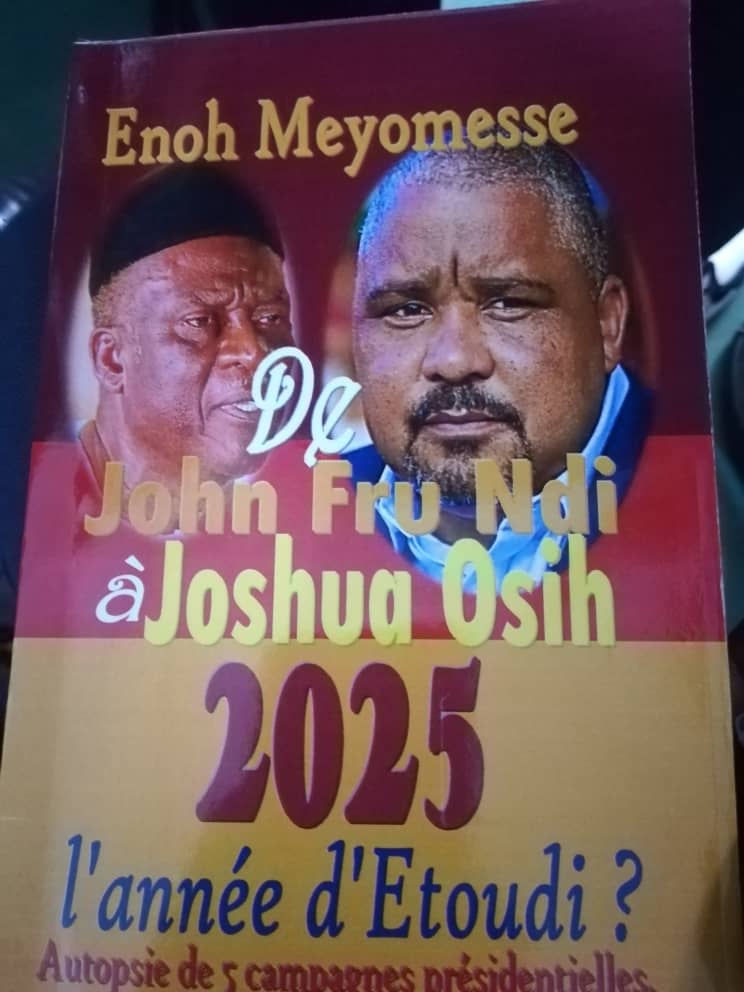 Enoh Meyomesse
De
John Fru Ndi
à Joshua Osih
2025
l'année d'Etoudi ?
Autopsie de 5 campagnes présidentielles.